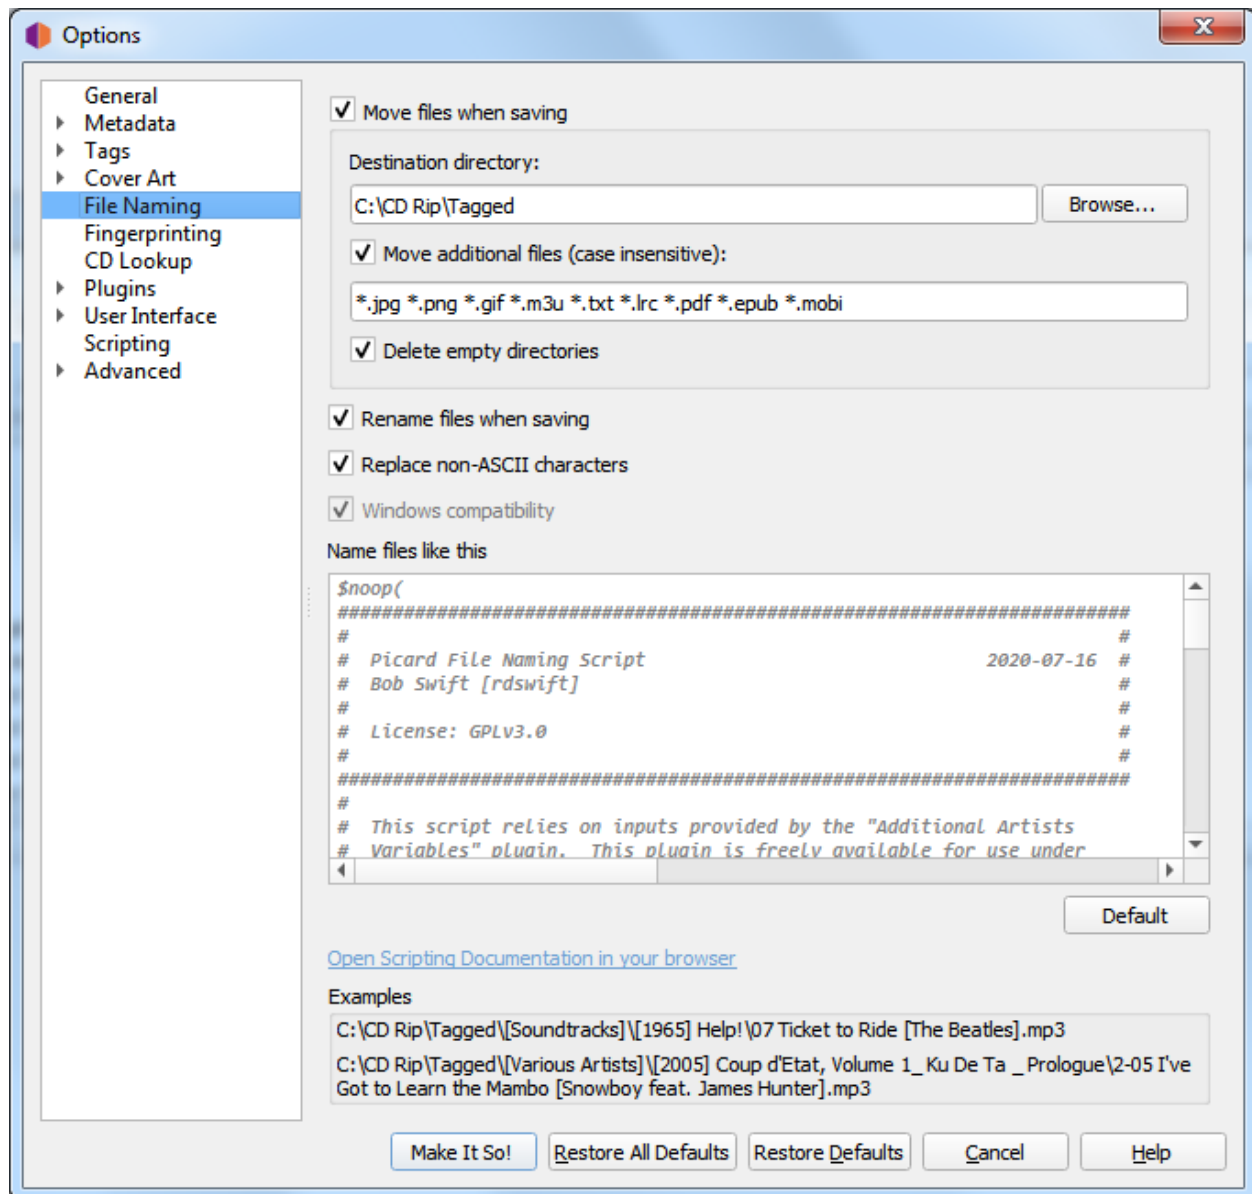 Options
General
Metadata
Tags
Cover Art
File Naming
Fingerprinting
CD Lookup
Plugins
User Interface
Scripting
Advanced
Move files when saving
Destination directory:
C:\CD Rip\Tagged
Browse...
Move additional files (case insensitive):
*.jpg *.png *.gif *.m3u *.txt *.lrc *.pdf *.epub *.mobi
Delete empty directories
Rename files when saving
Replace non-ASCII characters
Windows compatibility
Name files like this
$noop(
########################################################################
#                                                                      #
#  Picard File Naming Script                               2020-07-16  #
#  Bob Swift [rdswift]                                                 #
#                                                                      #
#  License: GPLv3.0                                                    #
#                                                                      #
########################################################################
#
#  This script relies on inputs provided by the "Additional Artists
#  Variables" plugin.  This plugin is freely available for use under
Default
Open Scripting Documentation in your browser
Examples
C:\CD Rip\Tagged\[Soundtracks]\[1965] Help!\07 Ticket to Ride [The Beatles].mp3
C:\CD Rip\Tagged\[Various Artists]\[2005] Coup d'Etat, Volume 1_ Ku De Ta _ Prologue\2-05 I've
Got to Learn the Mambo [Snowboy feat. James Hunter].mp3
Make It So!
Restore All Defaults
Restore Defaults
Cancel
Help